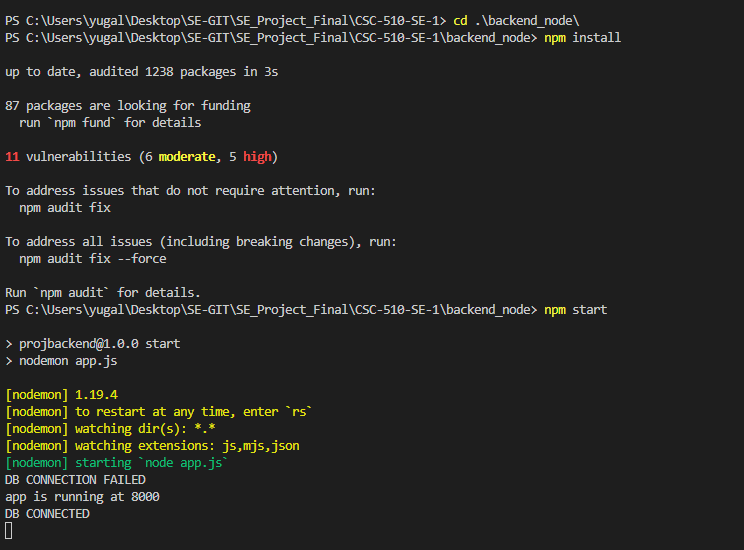 PS C:\Users\yugal\Desktop\SE-GIT\SE_Project_Final\CSC-510-SE-1> cd .\backend_node\
PS C:\Users\yugal\Desktop\SE-GIT\SE_Project_Final\CSC-510-SE-1\backend_node> npm install
up to date, audited 1238 packages in 3s
87 packages are looking for funding
  run `npm fund` for details
11 vulnerabilities (6 moderate, 5 high)
To address issues that do not require attention, run:
  npm audit fix
To address all issues (including breaking changes), run:
  npm audit fix --force
Run `npm audit` for details.
PS C:\Users\yugal\Desktop\SE-GIT\SE_Project_Final\CSC-510-SE-1\backend_node> npm start
> projbackend@1.0.0 start
> nodemon app.js
[nodemon] 1.19.4
[nodemon] to restart at any time, enter `rs`
[nodemon] watching dir(s): *.*
[nodemon] watching extensions: js,mjs,json
[nodemon] starting `node app.js`
DB CONNECTION FAILED
app is running at 8000
DB CONNECTED